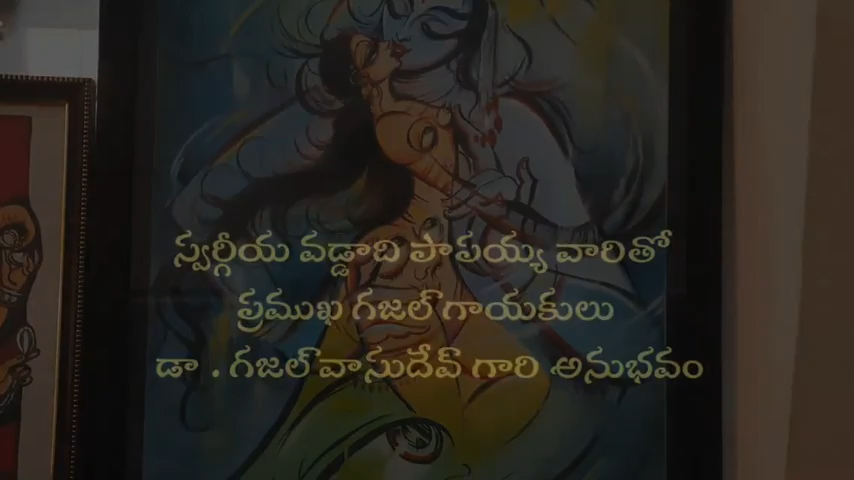 స్వర్గీయ వడ్డాది పాపయ్య వారితో
ప్రముఖ గజల్ గాయకులు
డా . గజల్ వాసుదేవ్ గారి అనుభవం